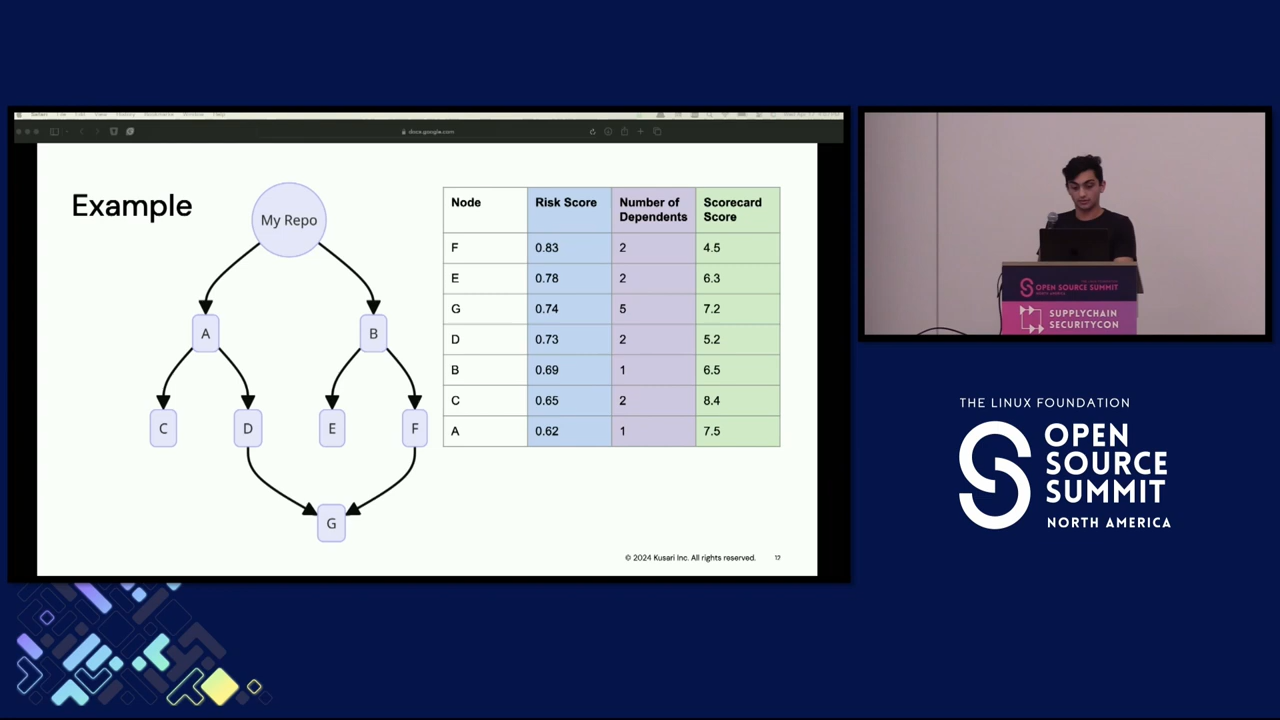 docs.google.com
Example
My Repo
A
B
C
D
E
F
G
Node
Risk Score
Number of
Dependents
Scorecard
Score
F 0.83 2 4.5
E 0.78 2 6.3
G 0.74 5 7.2
D 0.73 2 5.2
B 0.69 1 6.5
C 0.65 2 8.4
A 0.62 1 7.5
© 2024 Kusari Inc. All rights reserved.
OPEN SOURCE SUMMIT
SUPPLYCHAIN
SECURITYCON
THE LINUX FOUNDATION
OPEN
SOURCE
SUMMIT
NORTH AMERICA